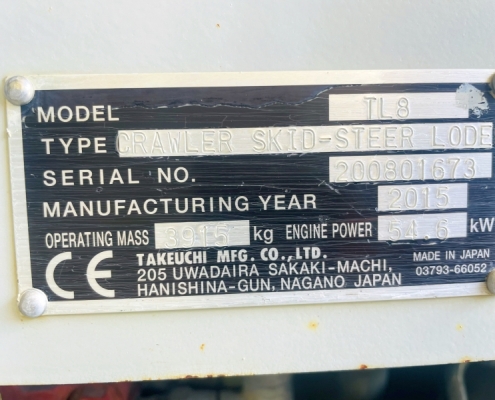 MODEL TL8
TYPE CRAWLER SKID-STEER LODE
SERIAL NO. 200801673
MANUFACTURING YEAR 2015
OPERATING MASS 3915 kg ENGINE POWER 54.6 kW
CE TAKEUCHI MFG. CO., LTD. MADE IN JAPAN
205 UWADAIRA SAKAKI-MACHI, 03793-66052
HANISHINA-GUN, NAGANO JAPAN